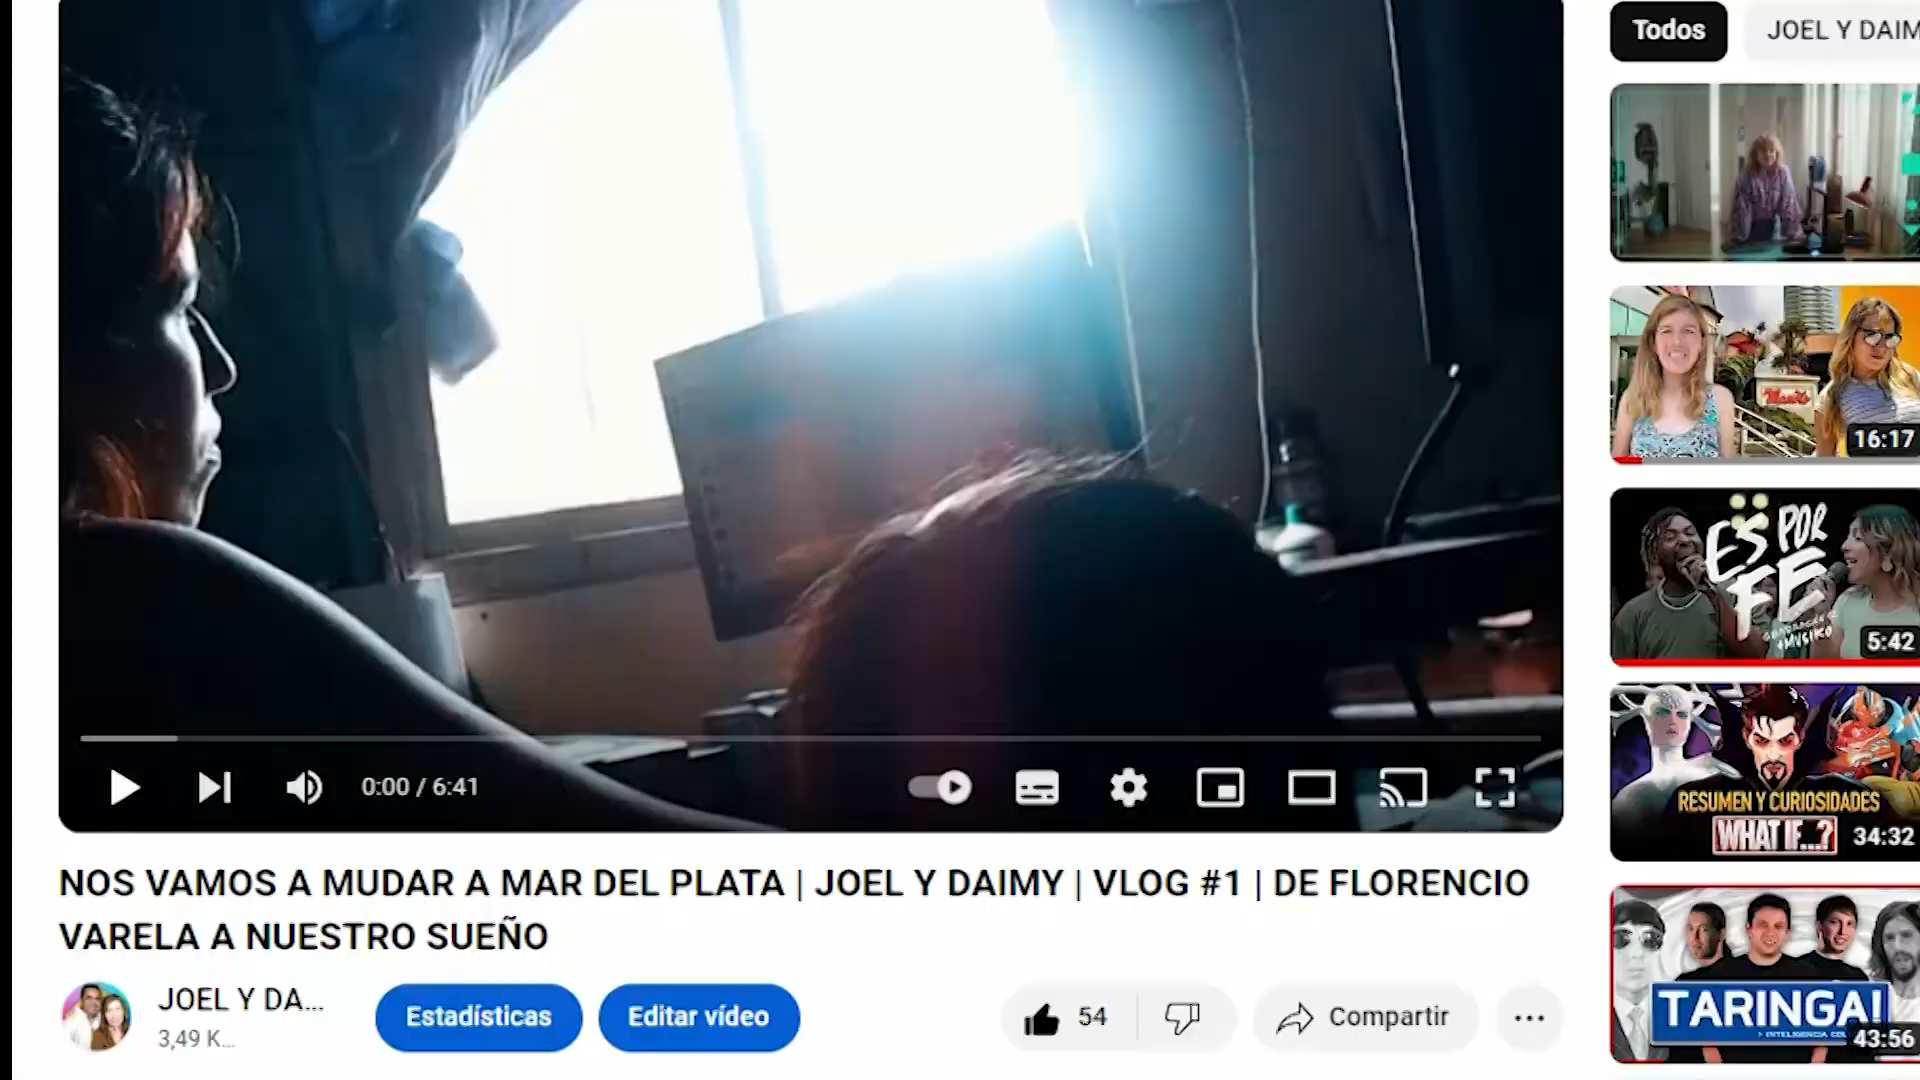 Todos
JOEL Y DAIM
16:17
ES POR
FE
5:42
RESUMEN Y CURIOSIDADES
WHAT IF...?
34:32
TARINGA!
43:56
0:00 / 6:41
NOS VAMOS A MUDAR A MAR DEL PLATA | JOEL Y DAIMY | VLOG #1 | DE FLORENCIO
VARELA A NUESTRO SUEÑO
JOEL Y DA...
3,49 K...
Estadísticas
Editar vídeo
54
Compartir